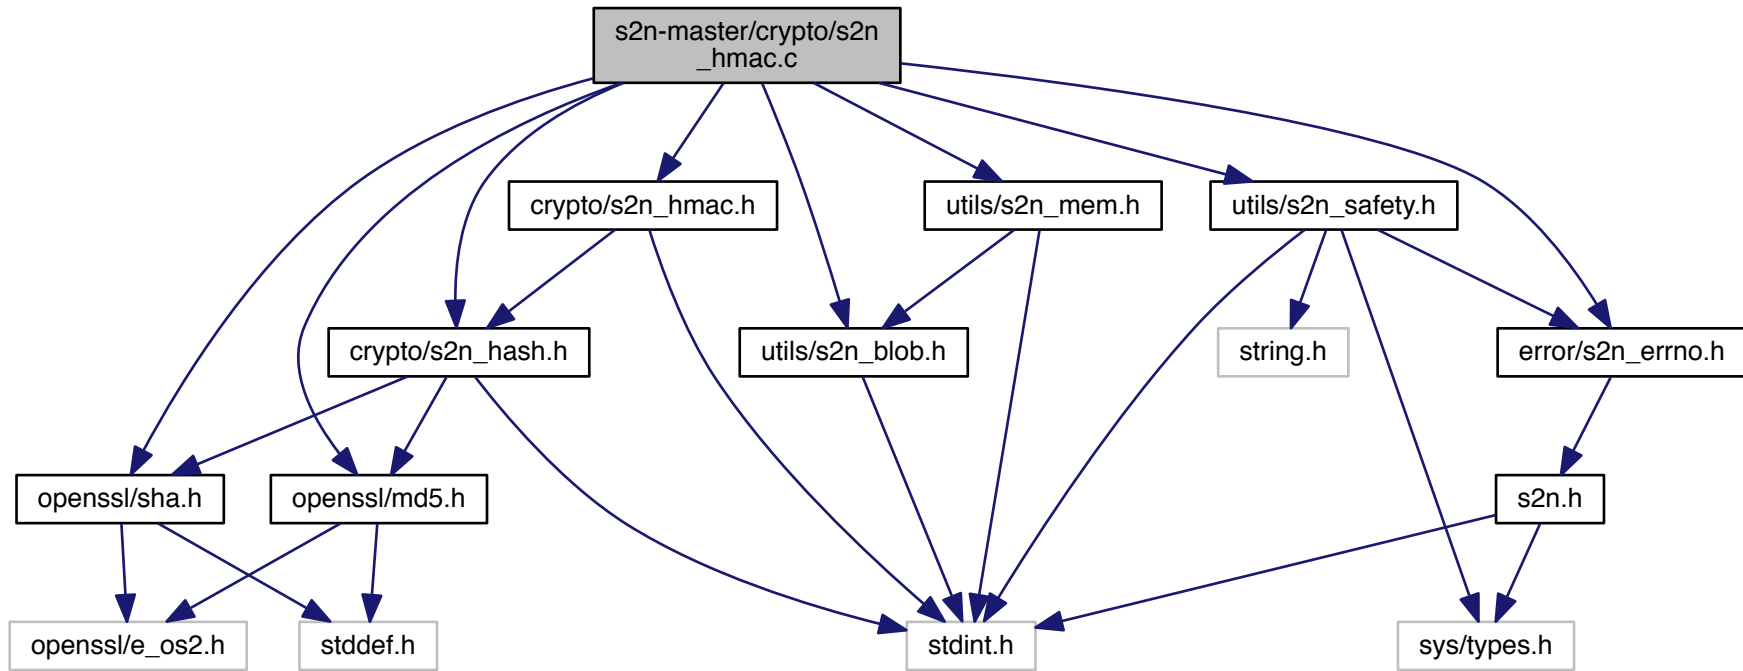 s2n-master/crypto/s2n
_hmac.c
crypto/s2n_hmac.h
utils/s2n_mem.h
utils/s2n_safety.h
crypto/s2n_hash.h
utils/s2n_blob.h
string.h
error/s2n_errno.h
openssl/sha.h
openssl/md5.h
s2n.h
openssl/e_os2.h
stddef.h
stdint.h
sys/types.h